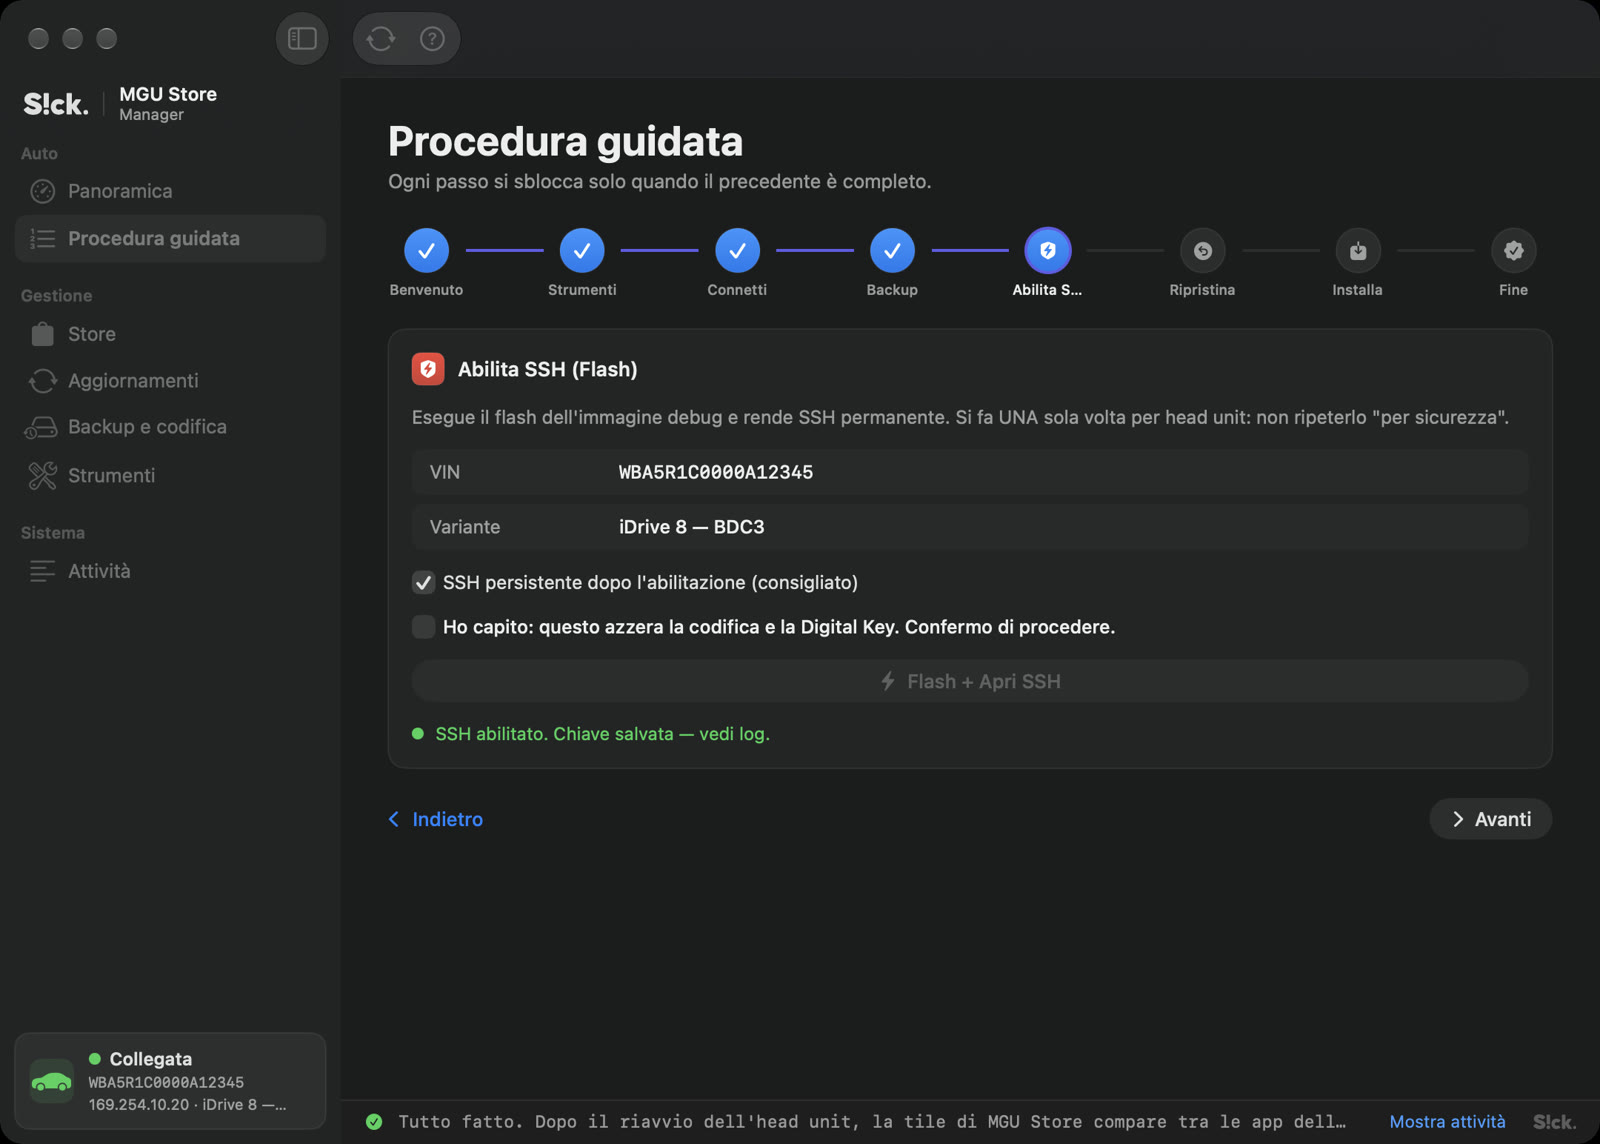 S!ck.
MGU Store
Manager
Auto
Panoramica
Procedura guidata
Gestione
Store
Aggiornamenti
Backup e codifica
Strumenti
Sistema
Attività
Collegata
WBA5R1C0000A12345
169.254.10.20 · iDrive 8 —...
Procedura guidata
Ogni passo si sblocca solo quando il precedente è completo.
Benvenuto
Strumenti
Connetti
Backup
Abilita S...
Ripristina
Installa
Fine
Abilita SSH (Flash)
Esegue il flash dell'immagine debug e rende SSH permanente. Si fa UNA sola volta per head unit: non ripeterlo "per sicurezza".
VIN WBA5R1C0000A12345
Variante iDrive 8 — BDC3
SSH persistente dopo l'abilitazione (consigliato)
Ho capito: questo azzera la codifica e la Digital Key. Confermo di procedere.
Flash + Apri SSH
SSH abilitato. Chiave salvata — vedi log.
Indietro
Avanti
Tutto fatto. Dopo il riavvio dell'head unit, la tile di MGU Store compare tra le app dell…
Mostra attività
S!ck.